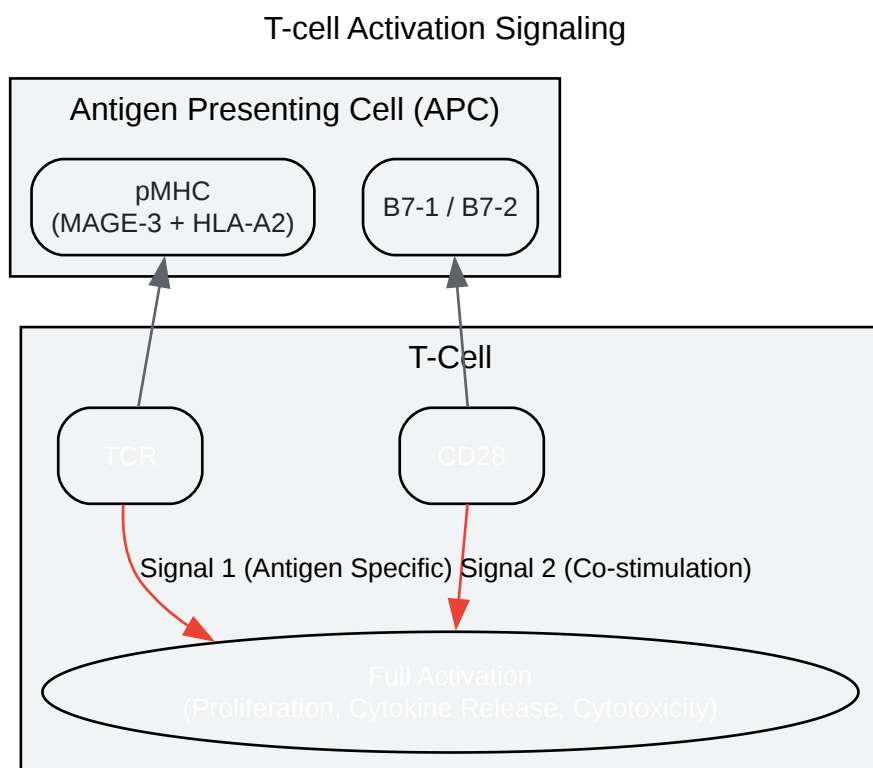 T-cell Activation Signaling
Antigen Presenting Cell (APC)
pMHC
(MAGE-3 + HLA-A2)
B7-1 / B7-2
T-Cell
TCR
CD28
Signal 1 (Antigen Specific)
Signal 2 (Co-stimulation)
Full Activation
(Proliferation, Cytokine Release, Cytotoxicity)